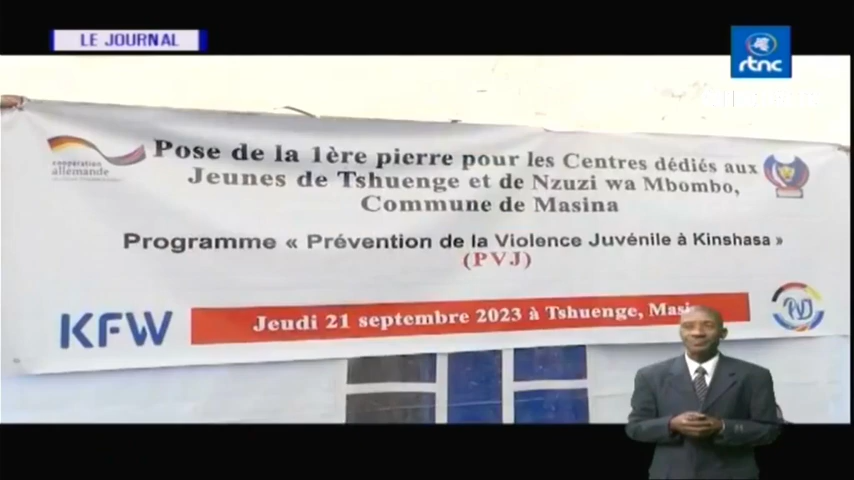 LE JOURNAL
rtnc
coopération
allemande
Pose de la 1ère pierre pour les Centres dédiés aux
Jeunes de Tshuenge et de Nzuzi wa Mbombo,
Commune de Masina
Programme « Prévention de la Violence Juvénile à Kinshasa »
(PVJ)
KFW
Jeudi 21 septembre 2023 à Tshuenge,